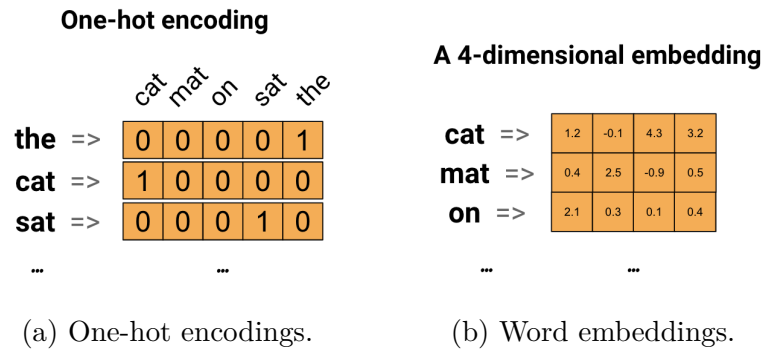 One-hot encoding
cat mat on sat the
the => 0 0 0 0 1
cat => 1 0 0 0 0
sat => 0 0 0 1 0
... ...
(a) One-hot encodings.
A 4-dimensional embedding
cat => 1.2 -0.1 4.3 3.2
mat => 0.4 2.5 -0.9 0.5
on => 2.1 0.3 0.1 0.4
... ...
(b) Word embeddings.